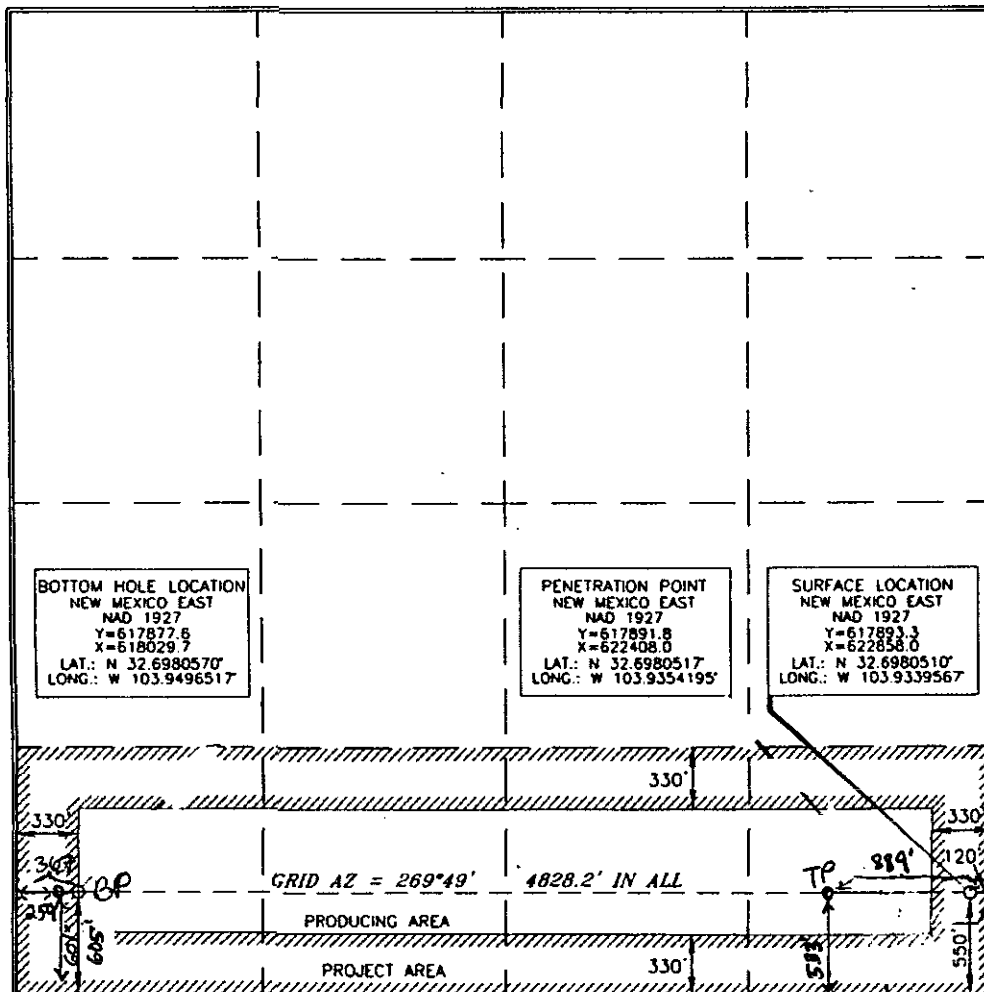 BOTTOM HOLE LOCATION
NEW MEXICO EAST
NAD 1927
Y=617877.6
X=618029.7
LAT.: N 32.6980570°
LONG.: W 103.9496517°
PENETRATION POINT
NEW MEXICO EAST
NAD 1927
Y=617891.8
X=622408.0
LAT.: N 32.6980517°
LONG.: W 103.9354195°
SURFACE LOCATION
NEW MEXICO EAST
NAD 1927
Y=617893.3
X=622858.0
LAT.: N 32.6980510°
LONG.: W 103.9339567°
330'
330'
330'
367
BP
GRID AZ = 269°49' 4828.2' IN ALL
TP
889'
120'
259'
605'
PRODUCING AREA
583'
550'
PROJECT AREA
330'